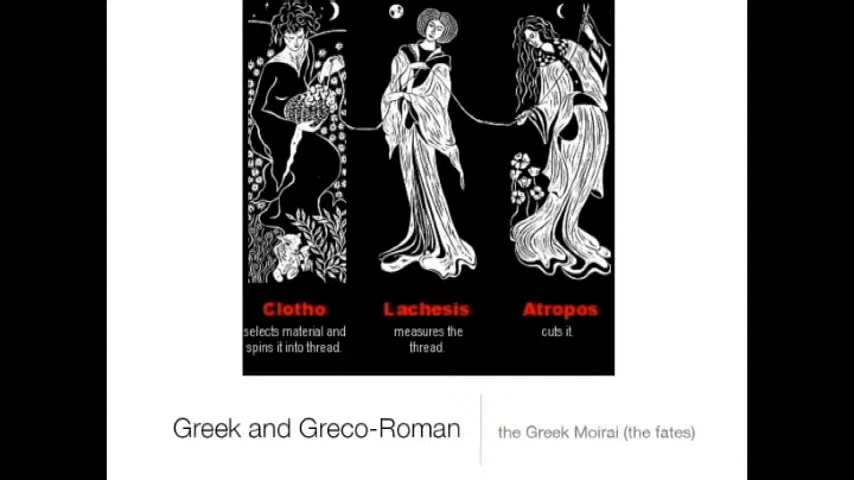 Clotho
selects material and
spins it into thread.
Lachesis
measures the
thread.
Atropos
cuts it.
Greek and Greco-Roman
the Greek Moirai (the fates)